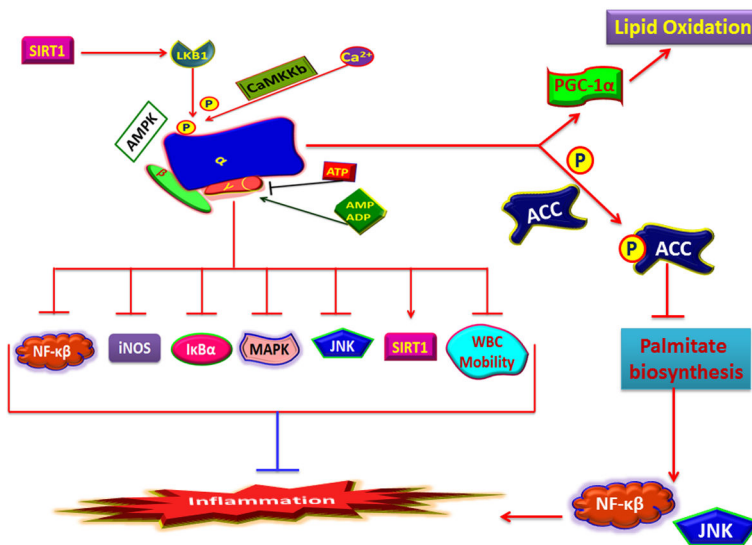 Lipid Oxidation
SIRT1
LKB1
Ca²⁺
CaMKKb
PGC-1α
P
P
AMPK
α
β
γ
ATP
AMP
ADP
P
ACC
P
ACC
NF-κβ
iNOS
IκBα
MAPK
JNK
SIRT1
WBC
Mobility
Palmitate
biosynthesis
Inflammation
NF-κβ
JNK